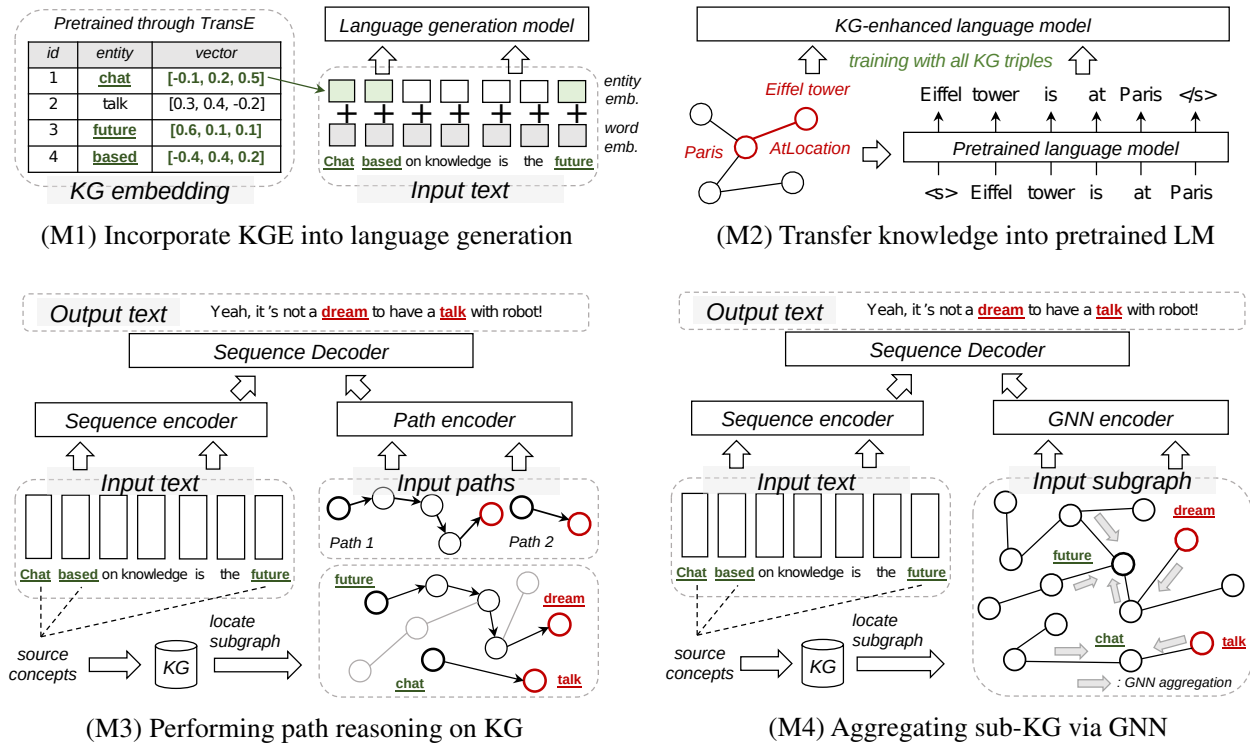 Pretrained through TransE
id entity vector
1 chat [-0.1, 0.2, 0.5]
2 talk [0.3, 0.4, -0.2]
3 future [0.6, 0.1, 0.1]
4 based [-0.4, 0.4, 0.2]
KG embedding
Language generation model
entity
emb.
word
emb.
Chat based on knowledge is the future
Input text
(M1) Incorporate KGE into language generation
KG-enhanced language model
training with all KG triples
Eiffel tower
Paris
AtLocation
Eiffel tower is at Paris </s>
Pretrained language model
<s> Eiffel tower is at Paris
(M2) Transfer knowledge into pretrained LM
Output text
Yeah, it's not a dream to have a talk with robot!
Sequence Decoder
Sequence encoder
Path encoder
Input text
Input paths
Path 1
Path 2
Chat based on knowledge is the future
future
dream
chat
talk
source
concepts
KG
locate
subgraph
(M3) Performing path reasoning on KG
Output text
Yeah, it's not a dream to have a talk with robot!
Sequence Decoder
Sequence encoder
GNN encoder
Input text
Input subgraph
Chat based on knowledge is the future
dream
future
chat
talk
: GNN aggregation
source
concepts
KG
locate
subgraph
(M4) Aggregating sub-KG via GNN